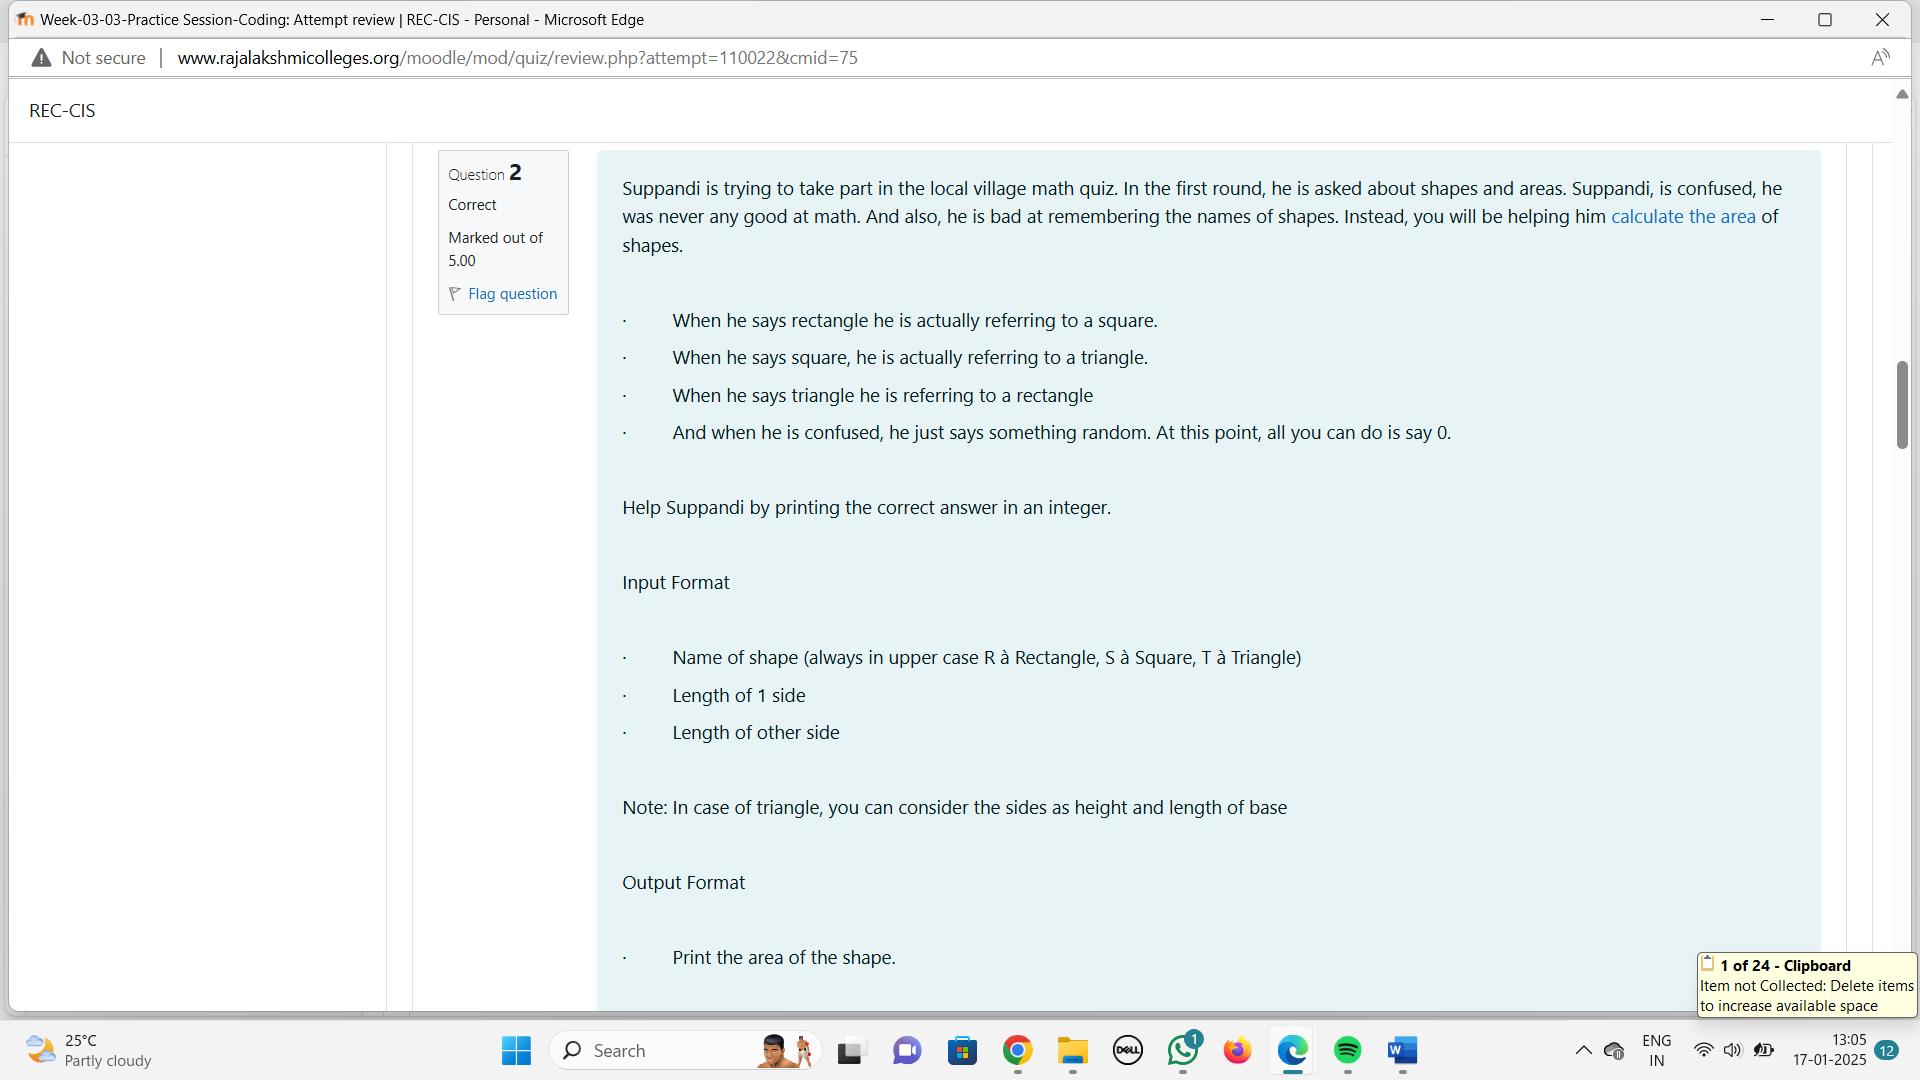 Week-03-03-Practice Session-Coding: Attempt review | REC-CIS - Personal - Microsoft Edge
Not secure | www.rajalakshmicolleges.org/moodle/mod/quiz/review.php?attempt=110022&cmid=75
REC-CIS
Question 2
Correct
Marked out of
5.00
Flag question
Suppandi is trying to take part in the local village math quiz. In the first round, he is asked about shapes and areas. Suppandi, is confused, he
was never any good at math. And also, he is bad at remembering the names of shapes. Instead, you will be helping him calculate the area of
shapes.
· When he says rectangle he is actually referring to a square.
· When he says square, he is actually referring to a triangle.
· When he says triangle he is referring to a rectangle
· And when he is confused, he just says something random. At this point, all you can do is say 0.
Help Suppandi by printing the correct answer in an integer.
Input Format
· Name of shape (always in upper case R à Rectangle, S à Square, T à Triangle)
· Length of 1 side
· Length of other side
Note: In case of triangle, you can consider the sides as height and length of base
Output Format
· Print the area of the shape.
1 of 24 - Clipboard
Item not Collected: Delete items
to increase available space
25°C
Partly cloudy
Search
DELL
1
W
ENG
IN
13:05
17-01-2025
12